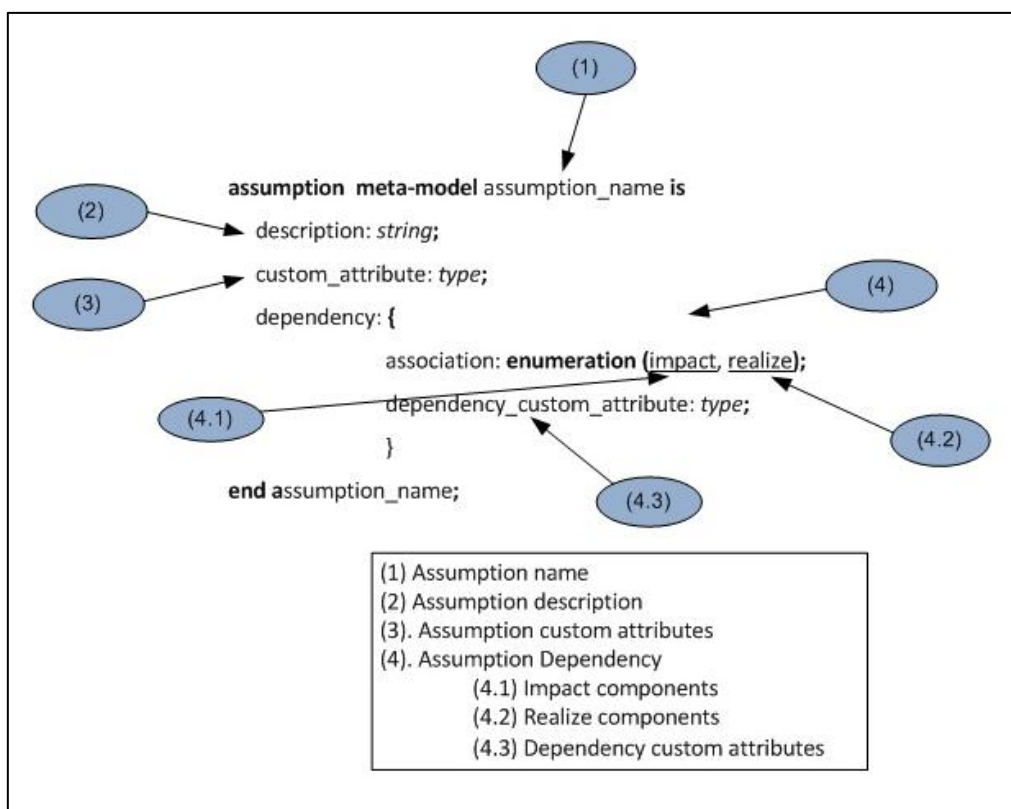 (1)
assumption meta-model assumption_name is
(2)
description: string;
(3)
custom_attribute: type;
(4)
dependency: {
association: enumeration (impact, realize);
(4.1)
dependency_custom_attribute: type;
(4.2)
}
end assumption_name;
(4.3)
(1) Assumption name
(2) Assumption description
(3). Assumption custom attributes
(4). Assumption Dependency
(4.1) Impact components
(4.2) Realize components
(4.3) Dependency custom attributes